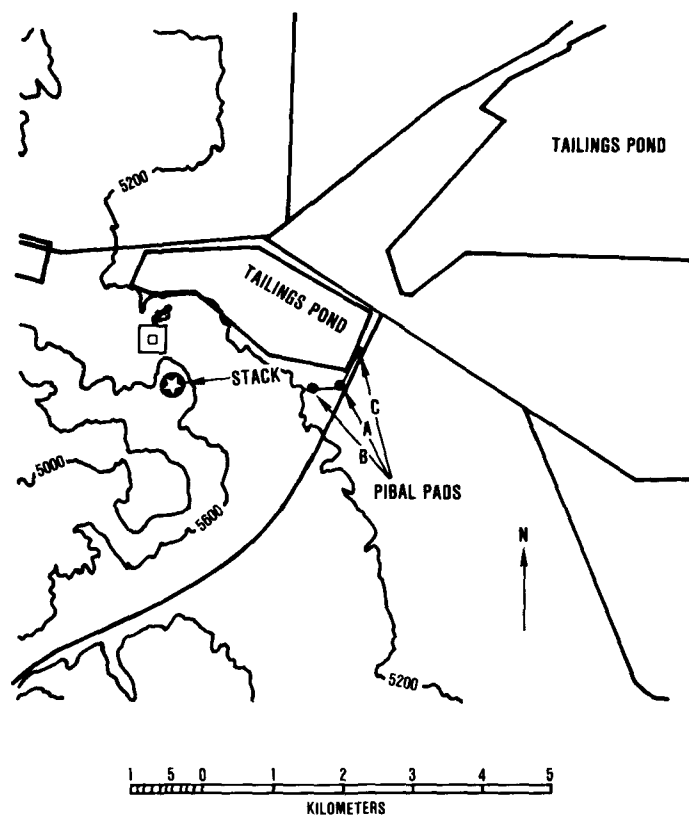 TAILINGS POND
5200
TAILINGS POND
STACK
C
A
B
PIBAL PADS
5000
5600
N
5200
1 5 0 1 2 3 4 5
KILOMETERS